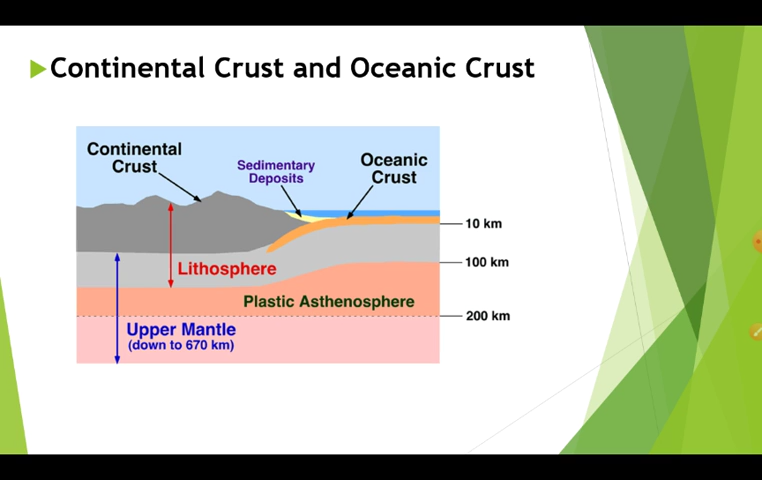 Continental Crust and Oceanic Crust
Continental
Crust
Sedimentary
Deposits
Oceanic
Crust
10 km
100 km
Lithosphere
Plastic Asthenosphere
200 km
Upper Mantle
(down to 670 km)